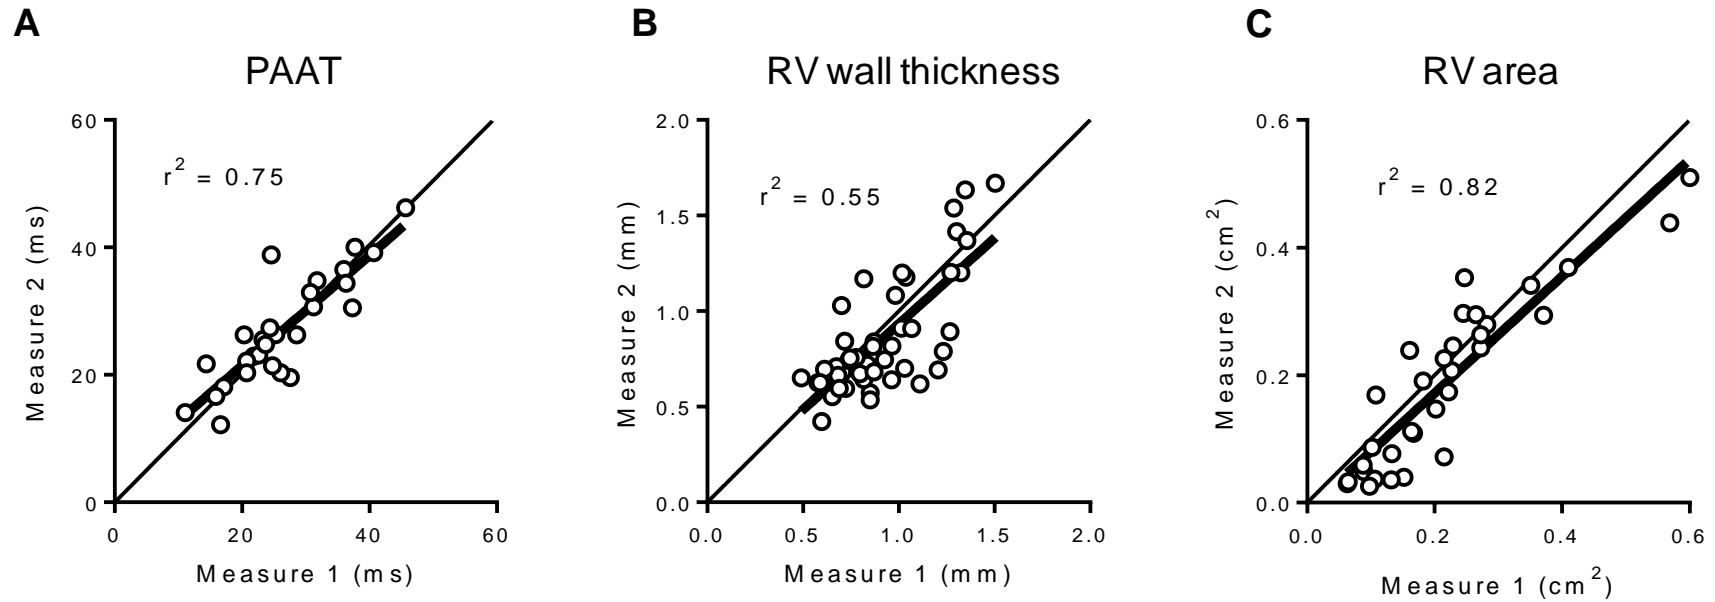 A
PAAT
r² = 0.75
Measure 2 (ms)
60
40
20
0
0 20 40 60
Measure 1 (ms)
B
RV wall thickness
r² = 0.55
Measure 2 (mm)
2.0
1.5
1.0
0.5
0.0
0.0 0.5 1.0 1.5 2.0
Measure 1 (mm)
C
RV area
r² = 0.82
Measure 2 (cm²)
0.6
0.4
0.2
0.0
0.0 0.2 0.4 0.6
Measure 1 (cm²)